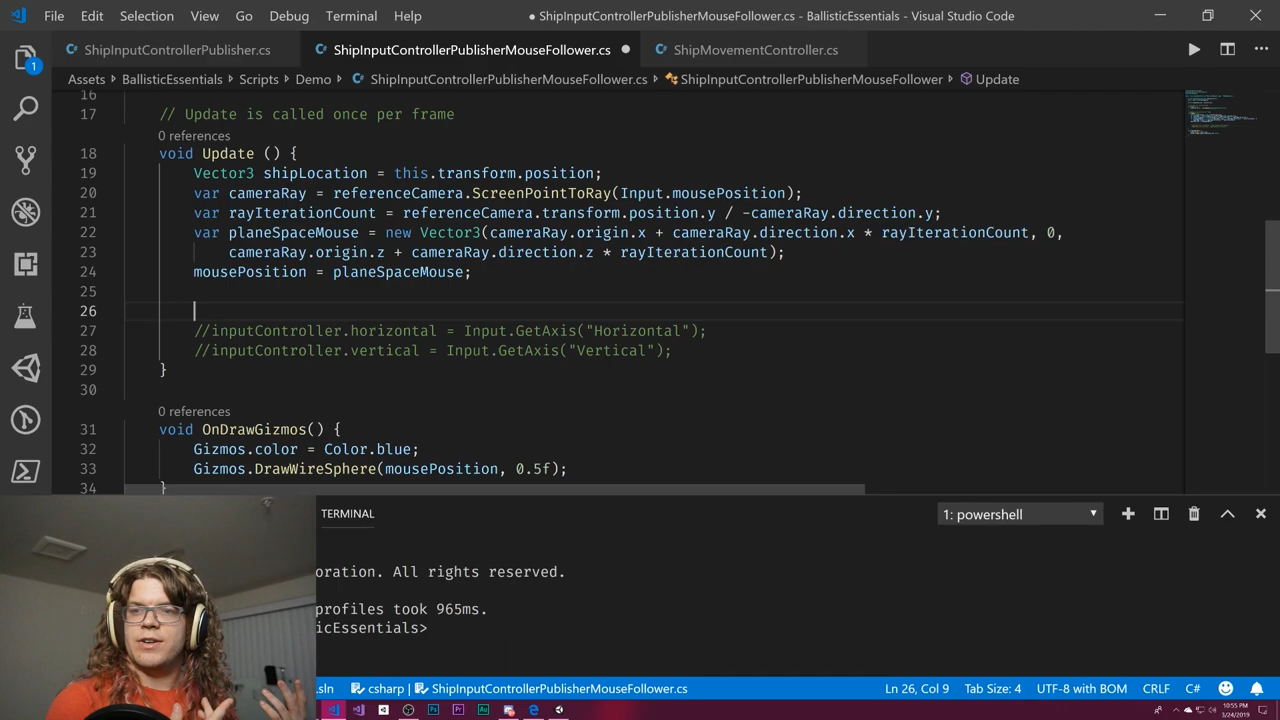 File Edit Selection View Go Debug Terminal Help
● ShipInputControllerPublisherMouseFollower.cs - BallisticEssentials - Visual Studio Code
1
ShipInputControllerPublisher.cs
ShipInputControllerPublisherMouseFollower.cs ●
ShipMovementController.cs
Assets > BallisticEssentials > Scripts > Demo > ShipInputControllerPublisherMouseFollower.cs > ShipInputControllerPublisherMouseFollower > Update
16
17 // Update is called once per frame
0 references
18 void Update () {
19 Vector3 shipLocation = this.transform.position;
20 var cameraRay = referenceCamera.ScreenPointToRay(Input.mousePosition);
21 var rayIterationCount = referenceCamera.transform.position.y / -cameraRay.direction.y;
22 var planeSpaceMouse = new Vector3(cameraRay.origin.x + cameraRay.direction.x * rayIterationCount, 0,
23 cameraRay.origin.z + cameraRay.direction.z * rayIterationCount);
24 mousePosition = planeSpaceMouse;
25
26
27 //inputController.horizontal = Input.GetAxis("Horizontal");
28 //inputController.vertical = Input.GetAxis("Vertical");
29 }
30
0 references
31 void OnDrawGizmos() {
32 Gizmos.color = Color.blue;
33 Gizmos.DrawWireSphere(mousePosition, 0.5f);
34 }
TERMINAL
1: powershell
oration. All rights reserved.
profiles took 965ms.
icEssentials>
.sln csharp | ShipInputControllerPublisherMouseFollower.cs
Ln 26, Col 9 Tab Size: 4 UTF-8 with BOM CRLF C#
10:55 PM
3/24/2019